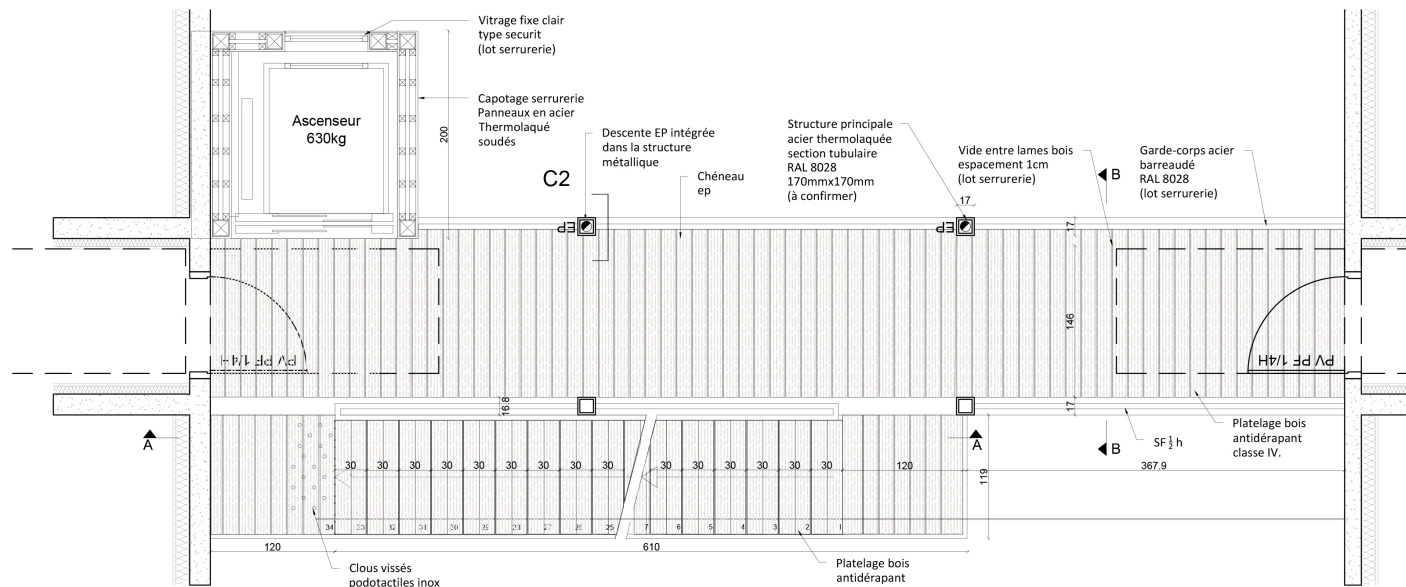 Vitrage fixe clair
type securit
(lot serrurerie)
Ascenseur
630kg
Capotage serrurerie
Panneaux en acier
Thermolaqué
soudés
200
Descente EP intégrée
dans la structure
métallique
C2
Chéneau
ep
Structure principale
acier thermolaquée
section tubulaire
RAL 8028
170mmx170mm
(à confirmer)
Vide entre lames bois
espacement 1cm
(lot serrurerie)
Garde-corps acier
barreaudé
RAL 8028
(lot serrurerie)
B
17
EP
EP
17
146
PV PF 1/4H
PV PF 1/4H
16.8
17
Platelage bois
antidérapant
classe IV.
SF ½ h
A
A
B
30 30 30 30 30 30 30 30 30 30 30 30 30 30 30
120
367.9
119
34 33 32 31 30 29 28 27 26 25 7 6 5 4 3 2 1
120
610
Clous vissés
podotactiles inox
Platelage bois
antidérapant